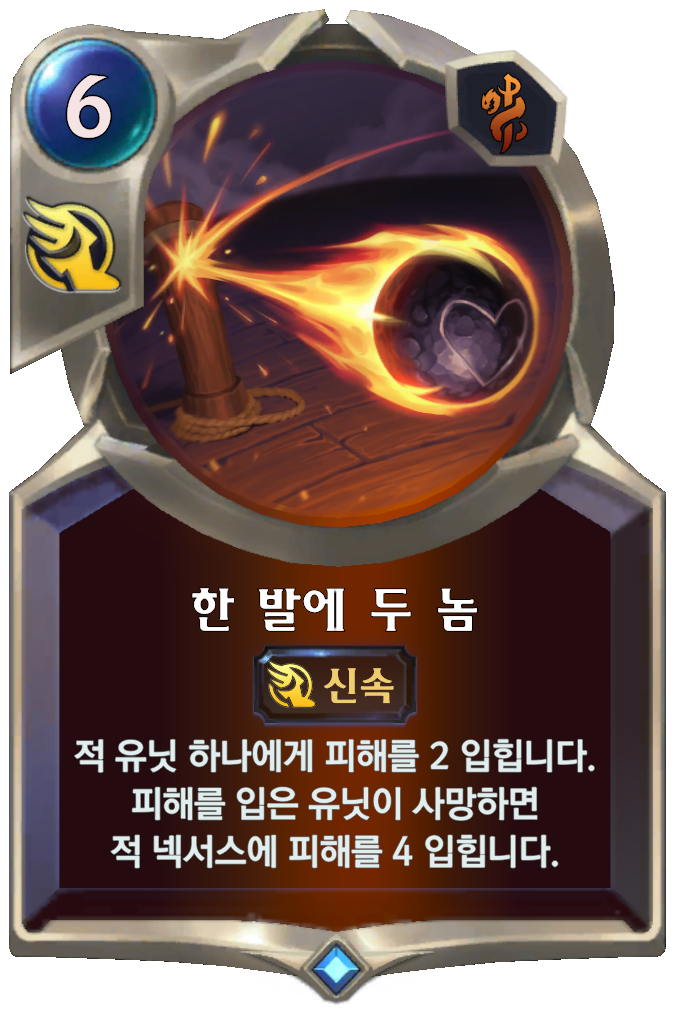 6
한 발에 두 놈
신속
적 유닛 하나에게 피해를 2 입힙니다.
피해를 입은 유닛이 사망하면
적 넥서스에 피해를 4 입힙니다.